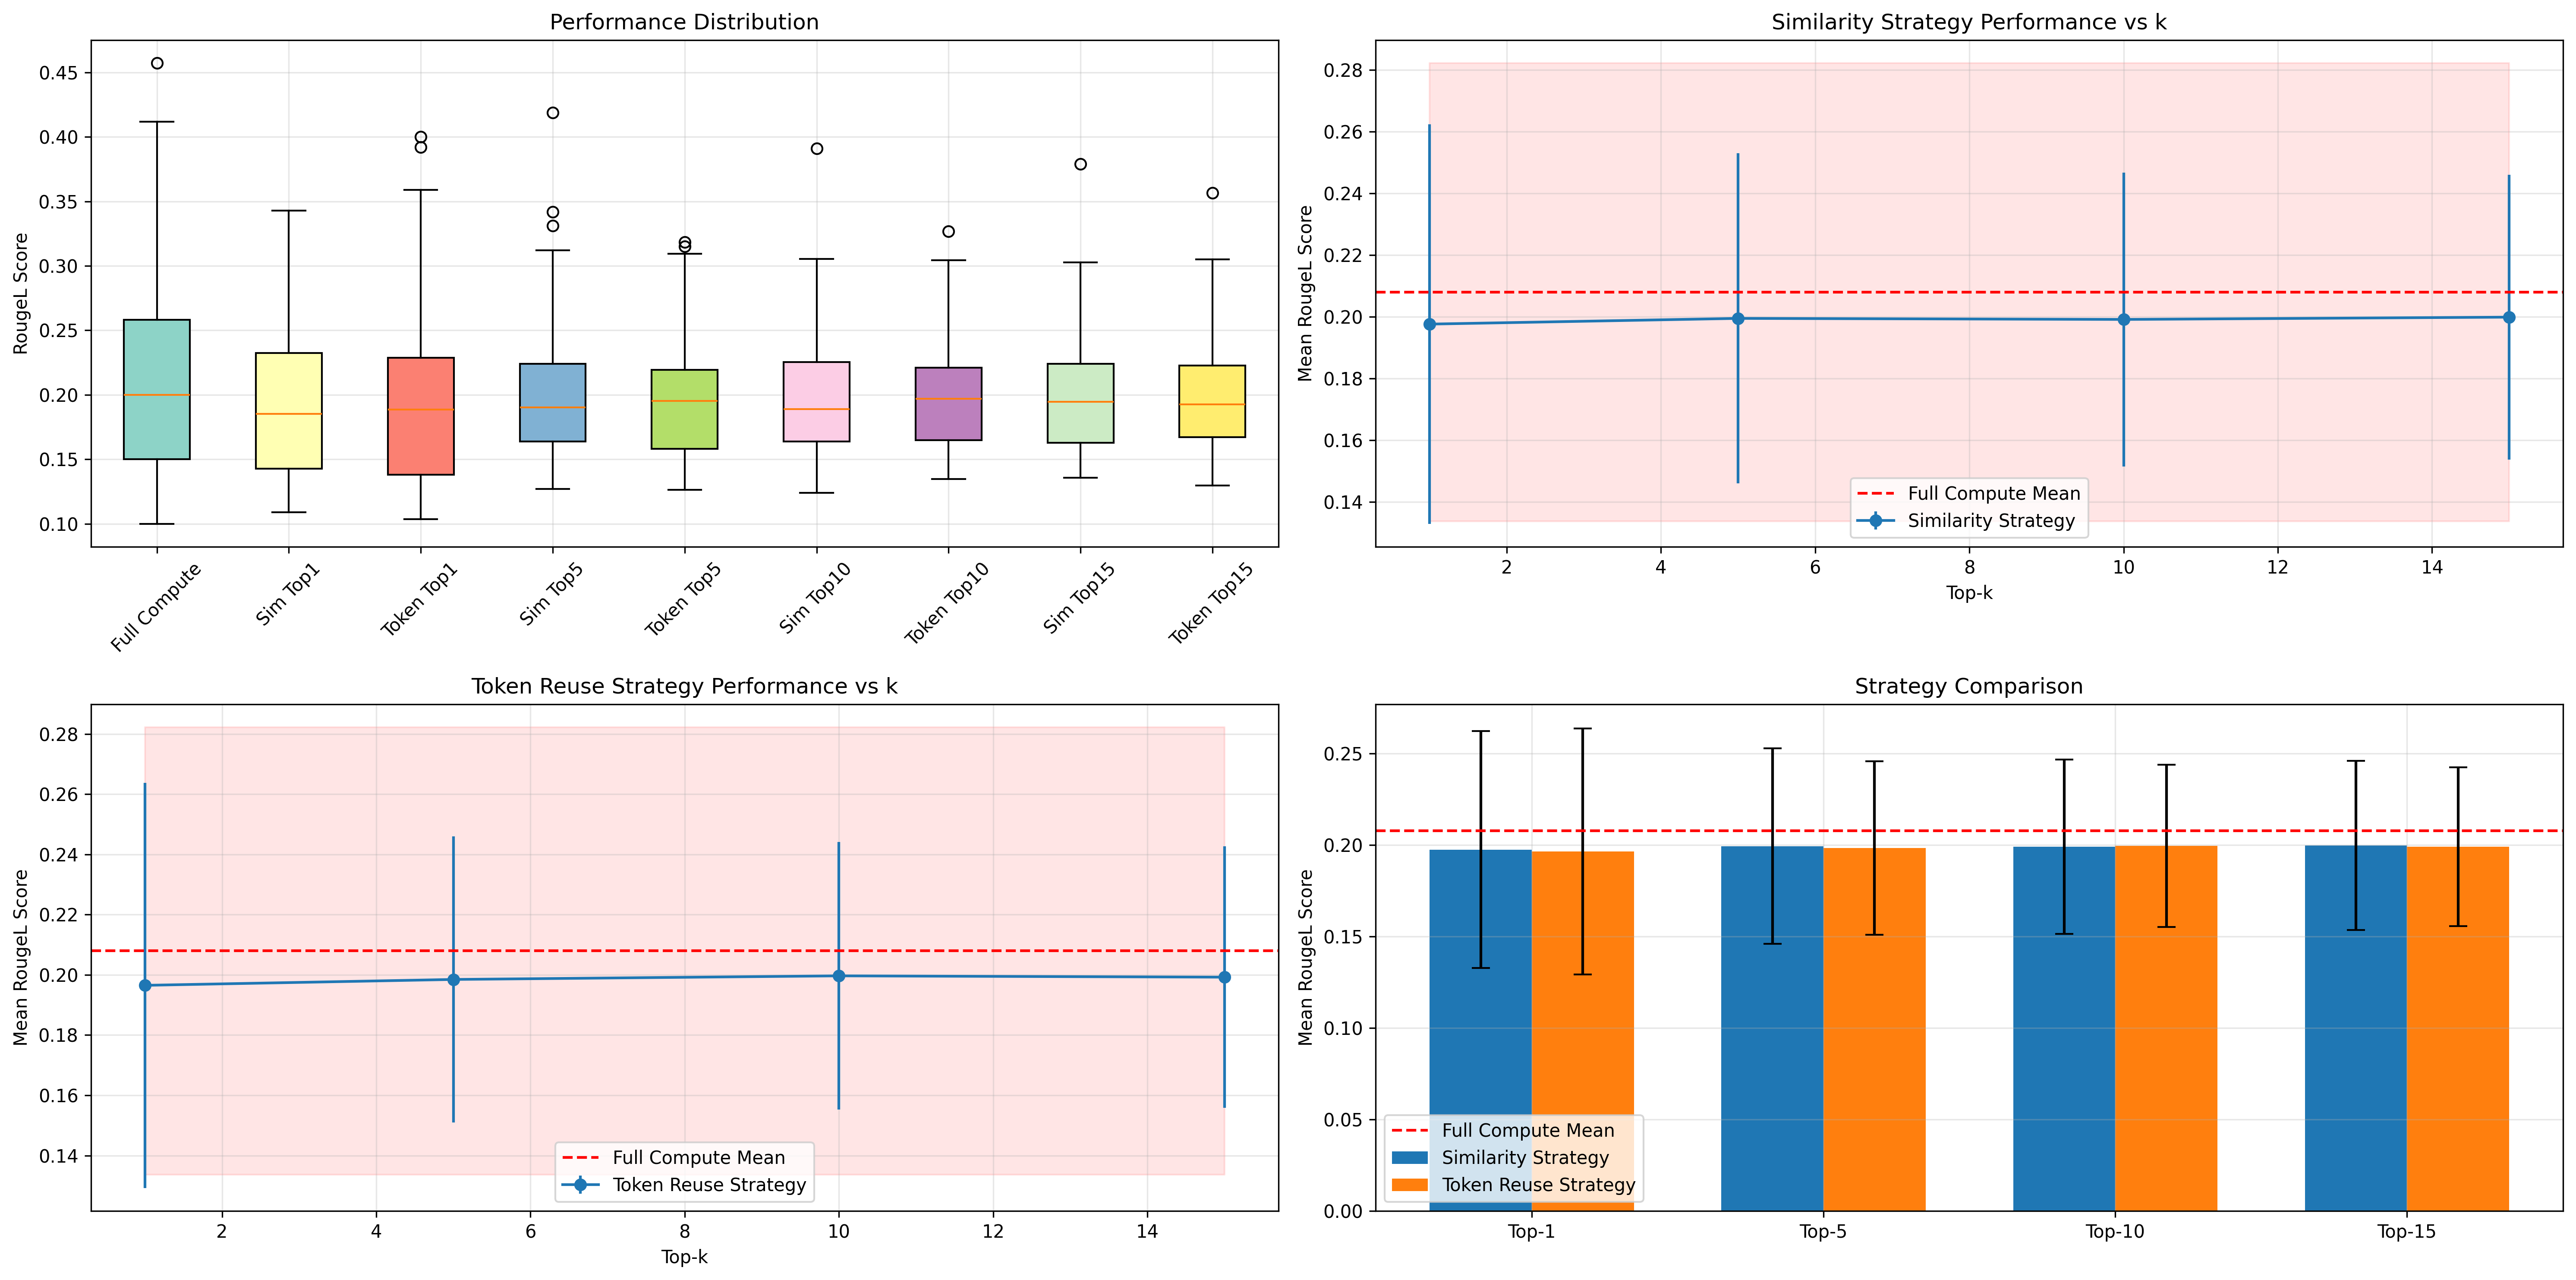 Performance Distribution
RougeL Score
0.45
0.40
0.35
0.30
0.25
0.20
0.15
0.10
Full Compute
Sim Top1
Token Top1
Sim Top5
Token Top5
Sim Top10
Token Top10
Sim Top15
Token Top15
Similarity Strategy Performance vs k
Mean RougeL Score
0.28
0.26
0.24
0.22
0.20
0.18
0.16
0.14
2 4 6 8 10 12 14
Top-k
Full Compute Mean
Similarity Strategy
Token Reuse Strategy Performance vs k
Mean RougeL Score
0.28
0.26
0.24
0.22
0.20
0.18
0.16
0.14
2 4 6 8 10 12 14
Top-k
Full Compute Mean
Token Reuse Strategy
Strategy Comparison
Mean RougeL Score
0.25
0.20
0.15
0.10
0.05
0.00
Top-1 Top-5 Top-10 Top-15
Full Compute Mean
Similarity Strategy
Token Reuse Strategy